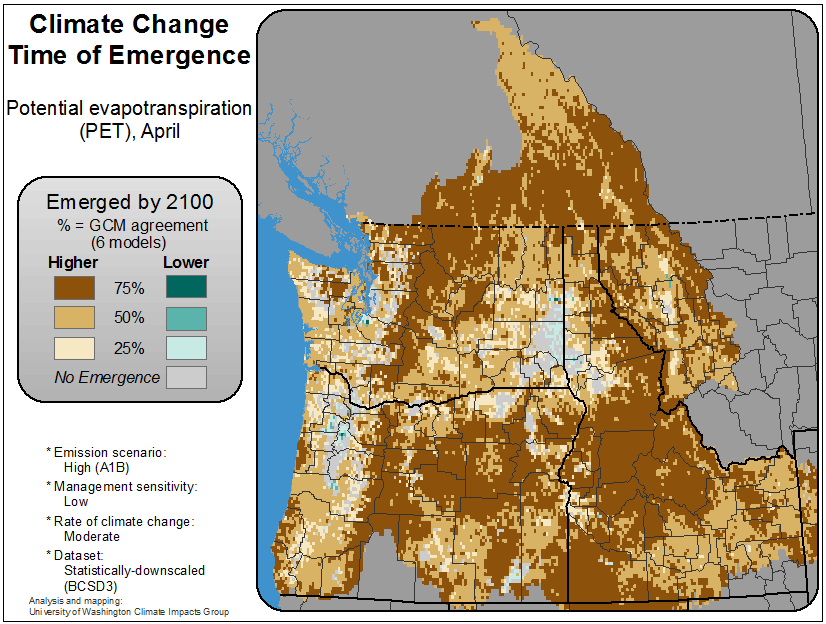 Climate Change
Time of Emergence
Potential evapotranspiration
(PET), April
Emerged by 2100
% = GCM agreement
(6 models)
Higher Lower
75%
50%
25%
No Emergence
* Emission scenario:
High (A1B)
* Management sensitivity:
Low
* Rate of climate change:
Moderate
* Dataset:
Statistically-downscaled
(BCSD3)
Analysis and mapping:
University of Washington Climate Impacts Group